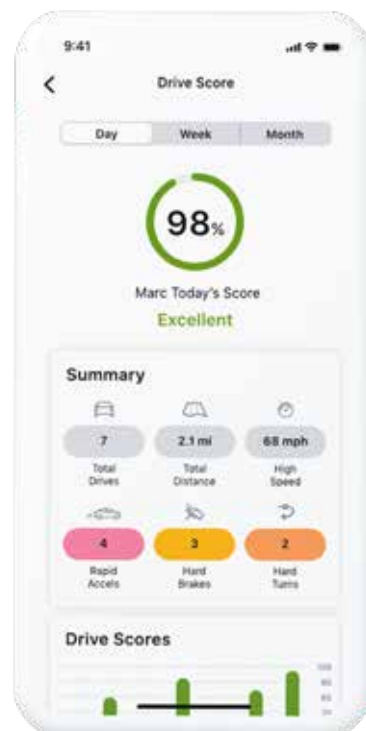 9:41
Drive Score
Day Week Month
98%
Marc Today's Score
Excellent
Summary
7 2.1 mi 68 mph
Total Drives Total Distance High Speed
4 3 2
Rapid Accels Hard Brakes Hard Turns
Drive Scores
100